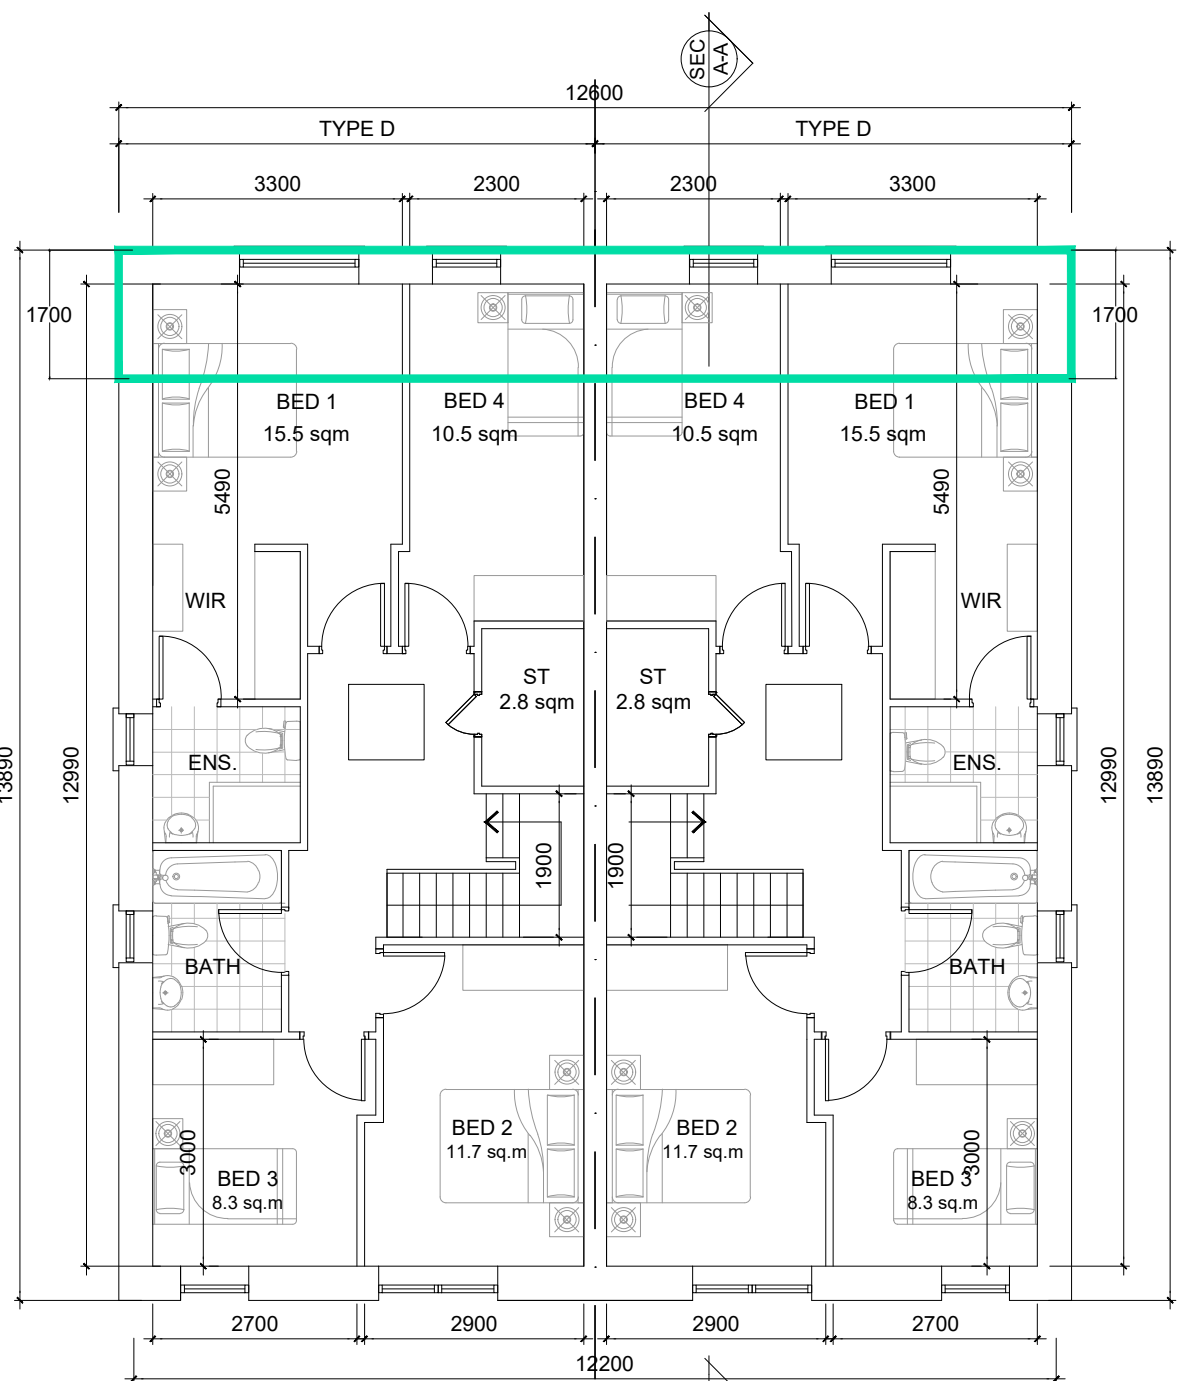 SEC
A-A
12600
TYPE D
TYPE D
3300
2300
2300
3300
1700
1700
BED 1
15.5 sqm
BED 4
10.5 sqm
BED 4
10.5 sqm
BED 1
15.5 sqm
5490
5490
WIR
WIR
ST
2.8 sqm
ST
2.8 sqm
13890
12990
ENS.
ENS.
12990
13890
1900
1900
BATH
BATH
BED 2
11.7 sq.m
BED 2
11.7 sq.m
3000
BED 3
8.3 sq.m
3000
BED 3
8.3 sq.m
2700
2900
2900
2700
12200